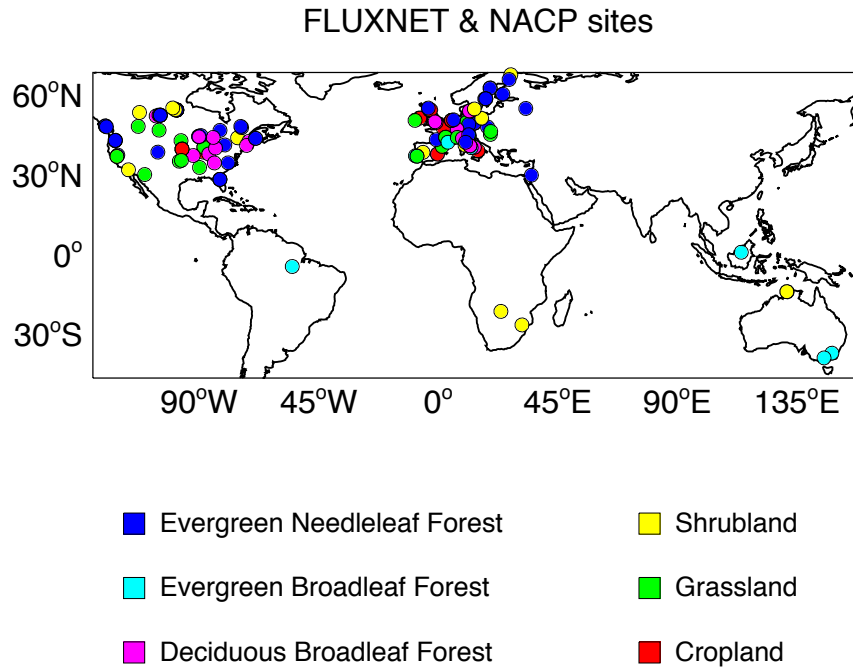 FLUXNET & NACP sites
60°N
30°N
0°
30°S
90°W 45°W 0° 45°E 90°E 135°E
Evergreen Needleleaf Forest
Shrubland
Evergreen Broadleaf Forest
Grassland
Deciduous Broadleaf Forest
Cropland